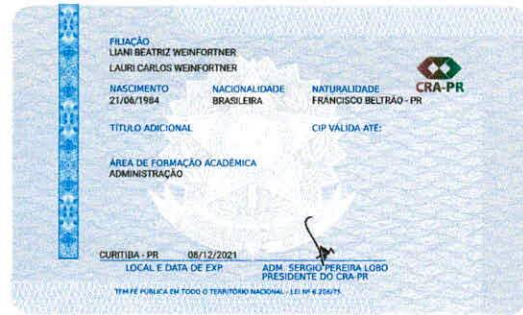 FILIAÇÃO
LIANI BEATRIZ WEINFORTNER
LAURI CARLOS WEINFORTNER
CRA-PR
NASCIMENTO NACIONALIDADE NATURALIDADE
21/06/1984 BRASILEIRA FRANCISCO BELTRÃO - PR
TÍTULO ADICIONAL CIP VÁLIDA ATÉ:
ÁREA DE FORMAÇÃO ACADÊMICA
ADMINISTRAÇÃO
CURITIBA - PR 08/12/2021
LOCAL E DATA DE EXP ADM. SERGIO PEREIRA LOBO
PRESIDENTE DO CRA-PR
TEM FÉ PÚBLICA EM TODO O TERRITÓRIO NACIONAL - LEI Nº 6.206/75